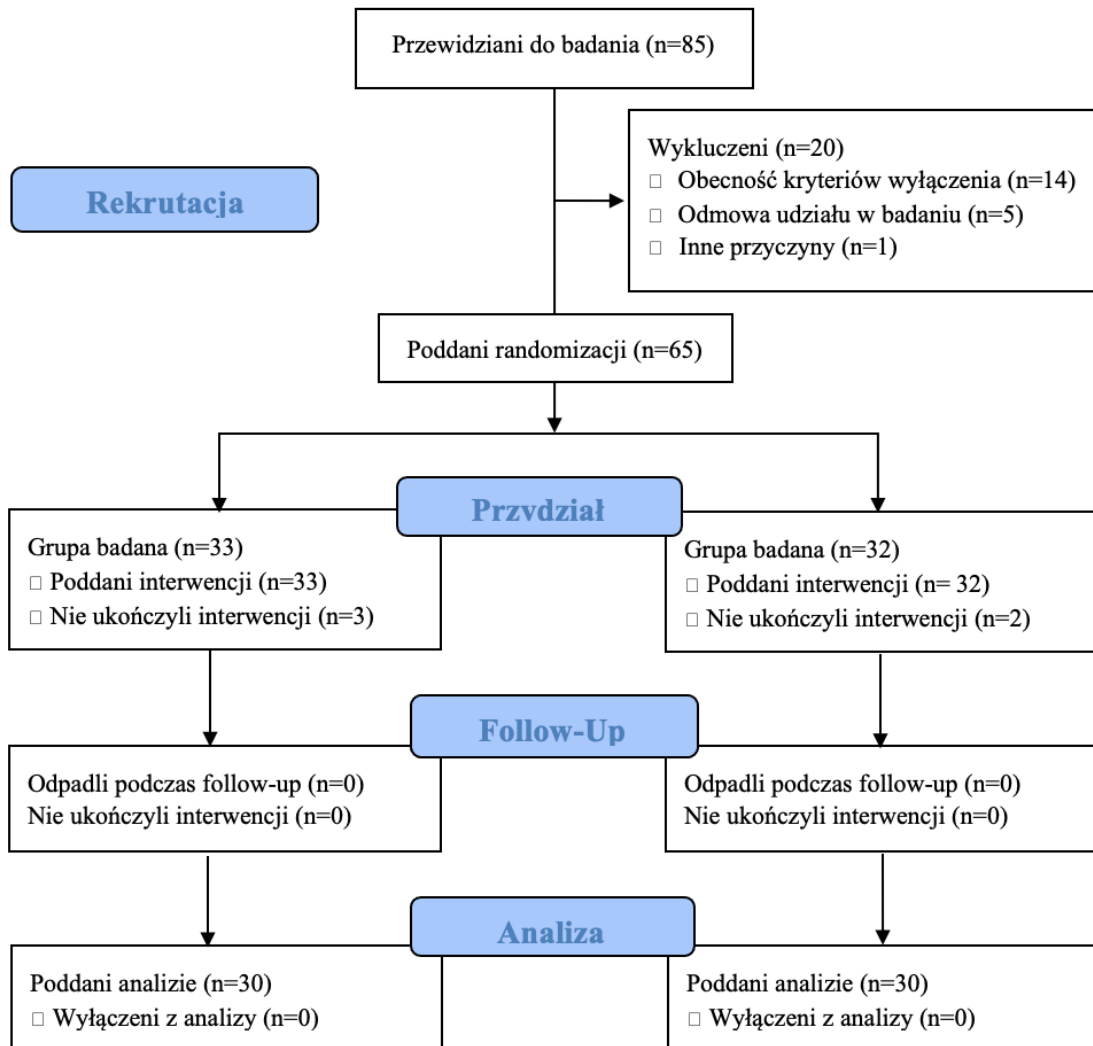 Przewidziani do badania (n=85)
Wykluczeni (n=20)
□ Obecność kryteriów wyłączenia (n=14)
□ Odmowa udziału w badaniu (n=5)
□ Inne przyczyny (n=1)
Rekrutacja
Poddani randomizacji (n=65)
Przydział
Grupa badana (n=33)
□ Poddani interwencji (n=33)
□ Nie ukończyli interwencji (n=3)
Grupa badana (n=32)
□ Poddani interwencji (n= 32)
□ Nie ukończyli interwencji (n=2)
Follow-Up
Odpadli podczas follow-up (n=0)
Nie ukończyli interwencji (n=0)
Odpadli podczas follow-up (n=0)
Nie ukończyli interwencji (n=0)
Analiza
Poddani analizie (n=30)
□ Wyłączeni z analizy (n=0)
Poddani analizie (n=30)
□ Wyłączeni z analizy (n=0)